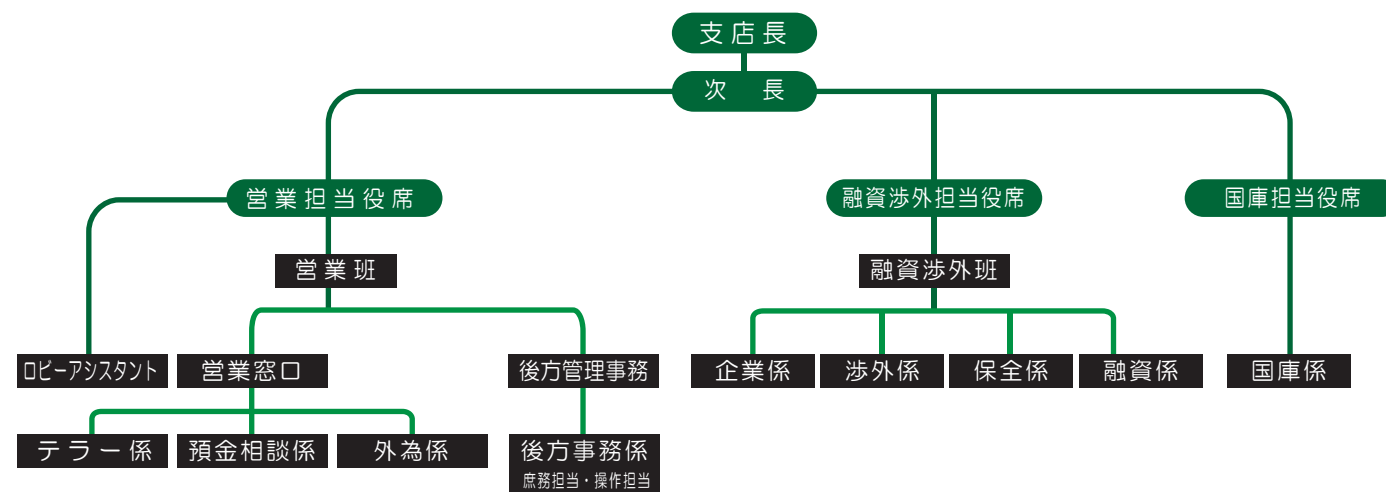 支店長
次　長
営業担当役席
融資渉外担当役席
国庫担当役席
営業班
融資渉外班
ロビーアシスタント
営業窓口
後方管理事務
企業係
渉外係
保全係
融資係
国庫係
テラー係
預金相談係
外為係
後方事務係
庶務担当・操作担当